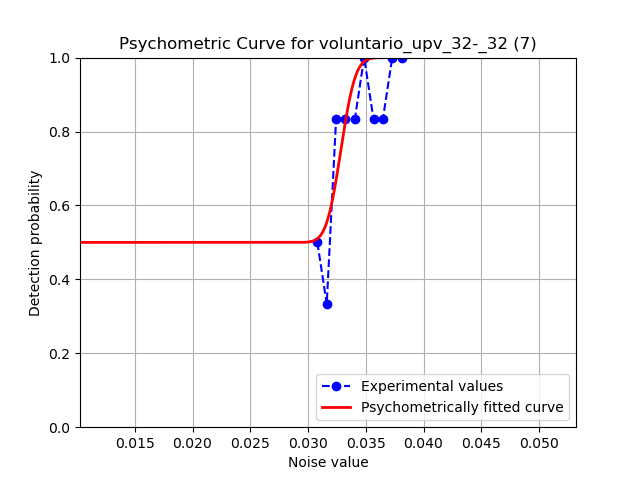 Psychometric Curve for voluntario_upv_32-_32 (7)
1.0
0.8
0.6
0.4
0.2
0.0
Detection probability
Experimental values
Psychometrically fitted curve
0.015 0.020 0.025 0.030 0.035 0.040 0.045 0.050
Noise value